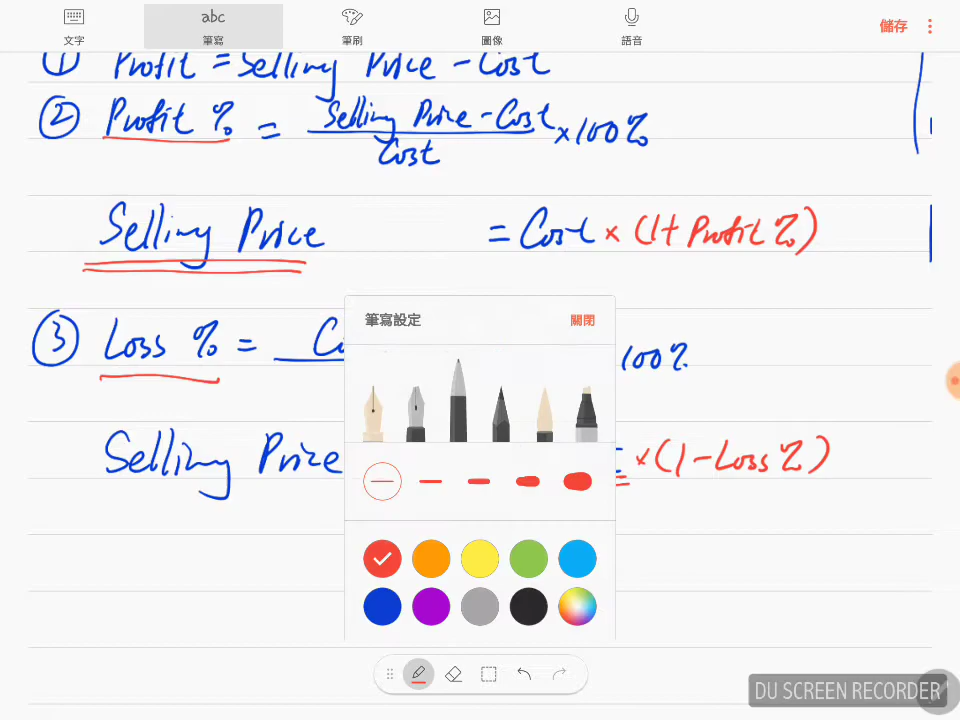 文字 abc 筆寫 筆刷 圖像 語音 儲存
① Profit = Selling Price - Cost
② Profit % = Selling Price - Cost / Cost × 100%
Selling Price = Cost × (1 + Profit %)
③ Loss % = 100%
Selling Price × (1 - Loss %)
筆寫設定 關閉
DU SCREEN RECORDER